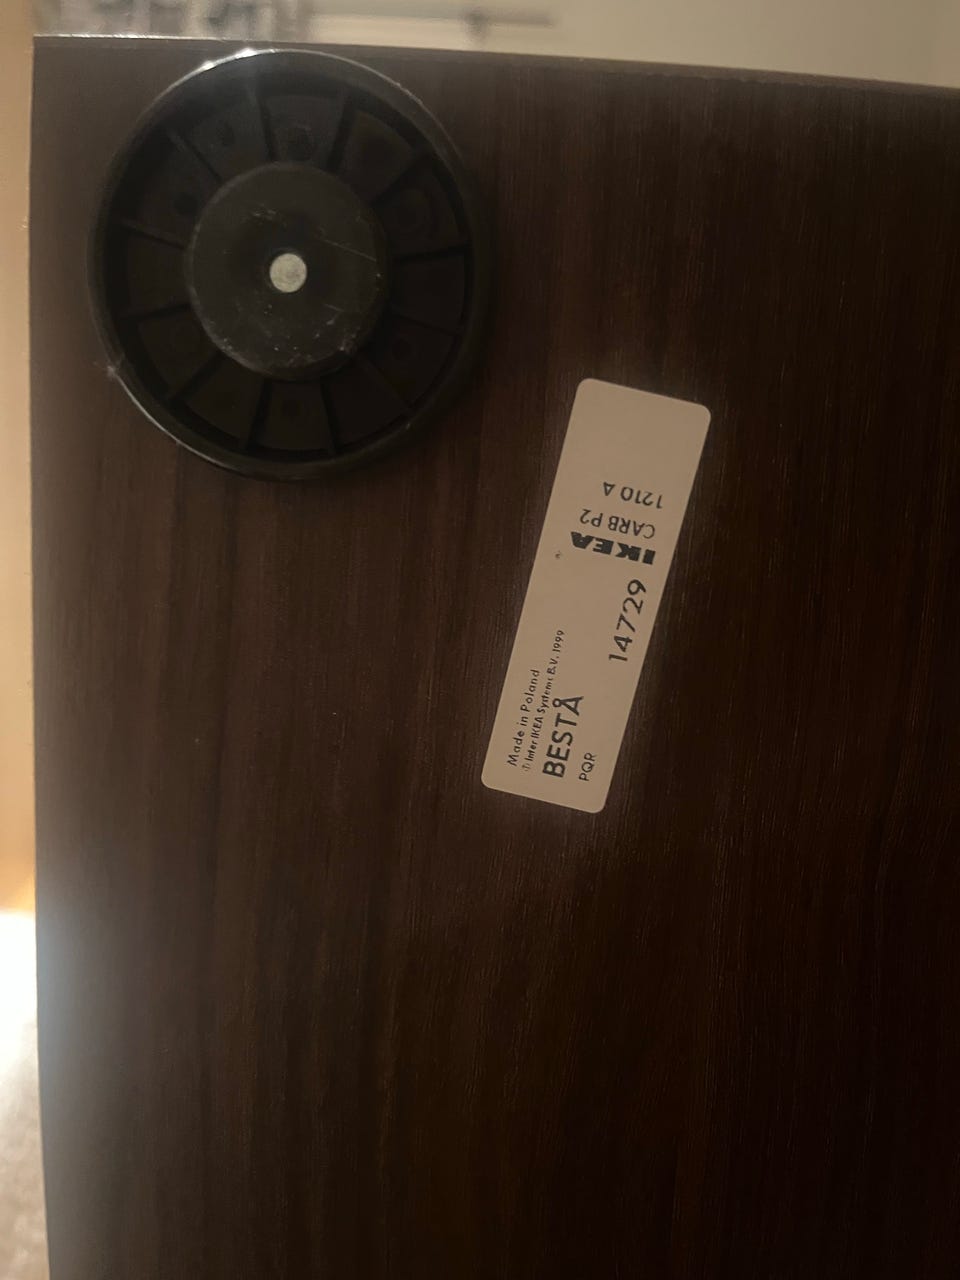 Made in Poland
© Inter IKEA Systems B.V. 1999
BESTÅ
PQR
14729
IKEA
CARB P2
1210 A